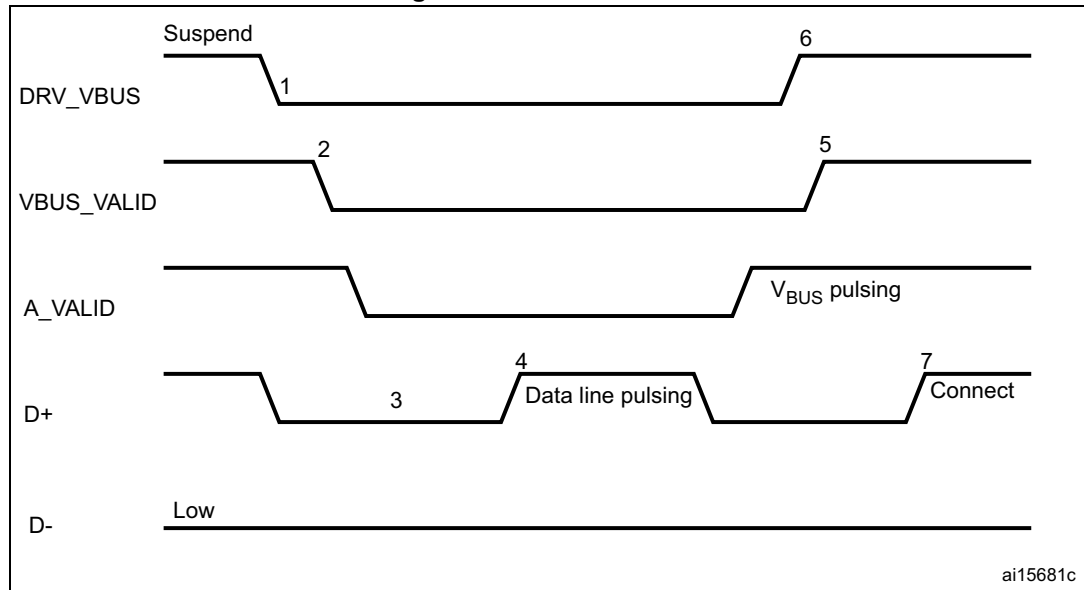 Suspend
6
DRV_VBUS
1
2
5
VBUS_VALID
A_VALID
VBUS pulsing
4
7
D+
3
Data line pulsing
Connect
Low
D-
ai15681c